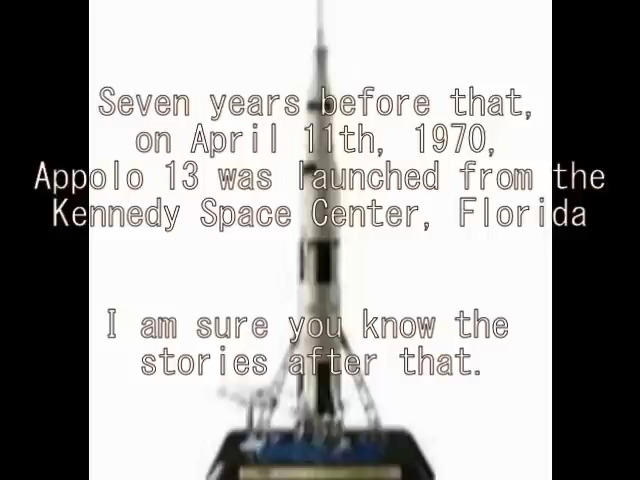 Seven years before that,
on April 11th, 1970,
Appolo 13 was launched from the
Kennedy Space Center, Florida
I am sure you know the
stories after that.